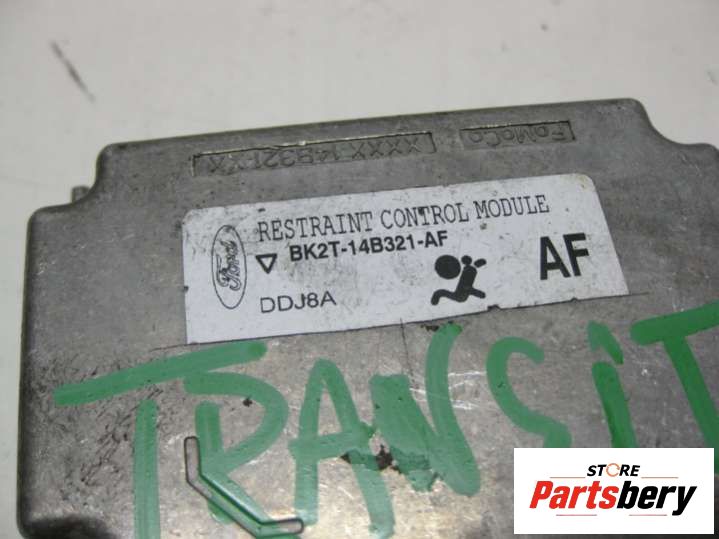 XXXX 14B321-XX FoMoCo
RESTRAINT CONTROL MODULE
Ford
BK2T-14B321-AF
AF
DDJ8A
TRANSIT
STORE
Partsbery